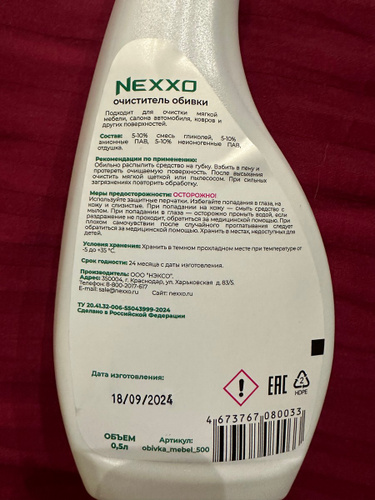 NEXXO
очиститель обивки
Подходит для очистки мягкой
мебели, салона автомобиля, ковров и
других поверхностей.
Состав: 5-10% смесь гликолей, 5-10%
анионные ПАВ, 5-10% неионогенные ПАВ,
отдушка.
Рекомендации по применению:
Обильно распылить средство на губку. Взбить в пену и
протереть очищаемую поверхность. После высыхания
очистить мягкой щеткой или пылесосом. При сильных
загрязнениях повторить обработку.
Меры предосторожности: ОСТОРОЖНО!
Используйте защитные перчатки. Избегайте попадания в глаза, на
кожу и слизистые. При попадании на кожу — смыть средство с
мылом. При попадании в глаза — осторожно промыть водой, если
раздражение не проходит, обратиться за медицинской помощью. При
плохом самочувствии после случайного проглатывания следует
обратиться за медицинской помощью. Хранить в местах, недоступных для
детей.
Условия хранения: Хранить в темном прохладном месте при температуре от
-5 до +35 °C.
Срок годности: 24 месяца с даты изготовления.
Производитель: ООО "НЭКСО"
Адрес: 350004, г. Краснодар, ул. Харьковская д. 83/5.
Телефон: 8-800-2017-617
E-mail: sale@nexxo.ru Сайт: nexxo.ru
ТУ 20.41.32-006-55043999-2024
Сделано в Российской Федерации
Дата изготовления:
18/09/2024
EAC
2
HDPE
ОБЪЕМ
0,5л
Артикул:
obivka_mebel_500
4 673767 080033